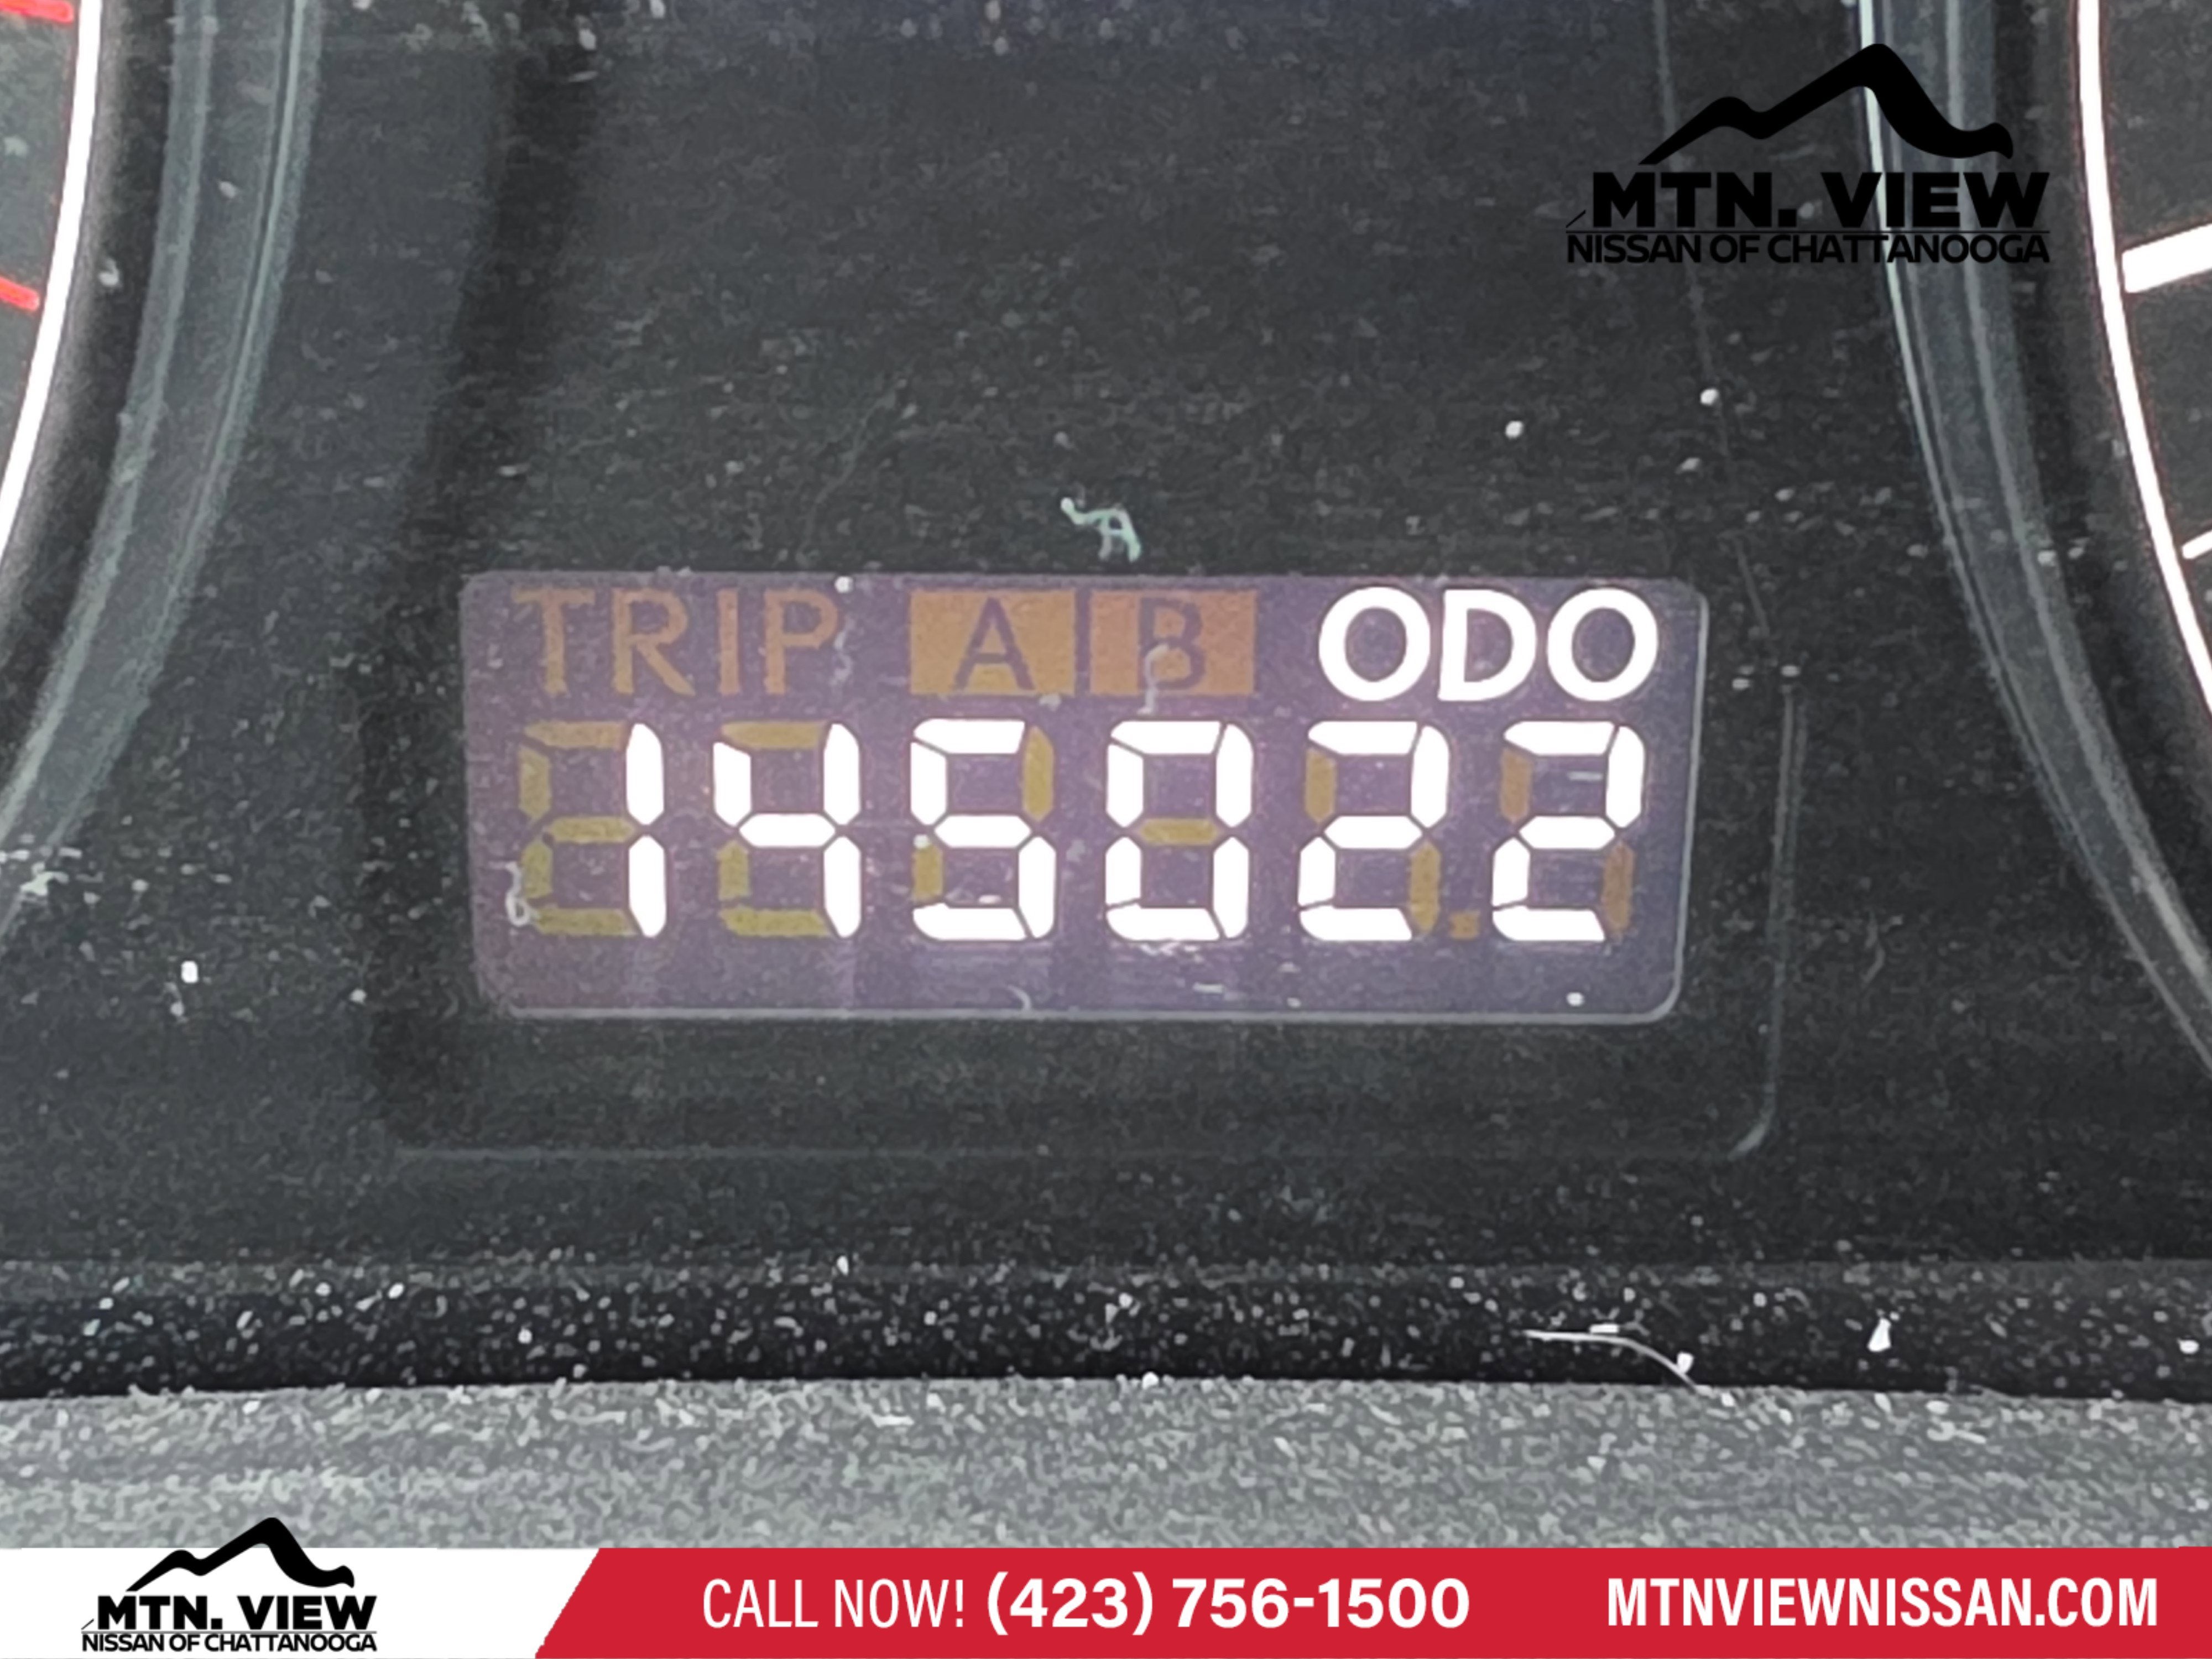 MTN. VIEW
NISSAN OF CHATTANOOGA
TRIP A B ODO
145022
MTN. VIEW
NISSAN OF CHATTANOOGA
CALL NOW! (423) 756-1500
MTNVIEWNISSAN.COM